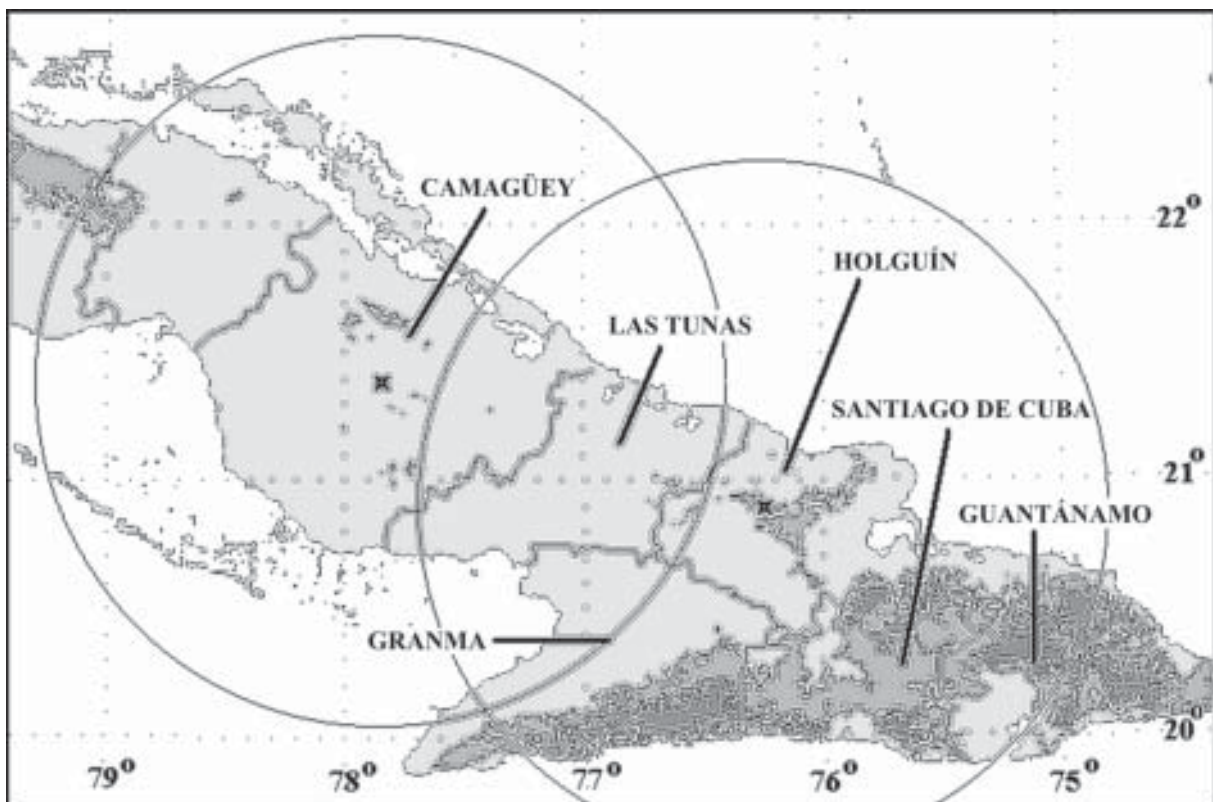 CAMAGÜEY
22°
HOLGUÍN
LAS TUNAS
SANTIAGO DE CUBA
21°
GUANTÁNAMO
GRANMA
20°
79° 78° 77° 76° 75°